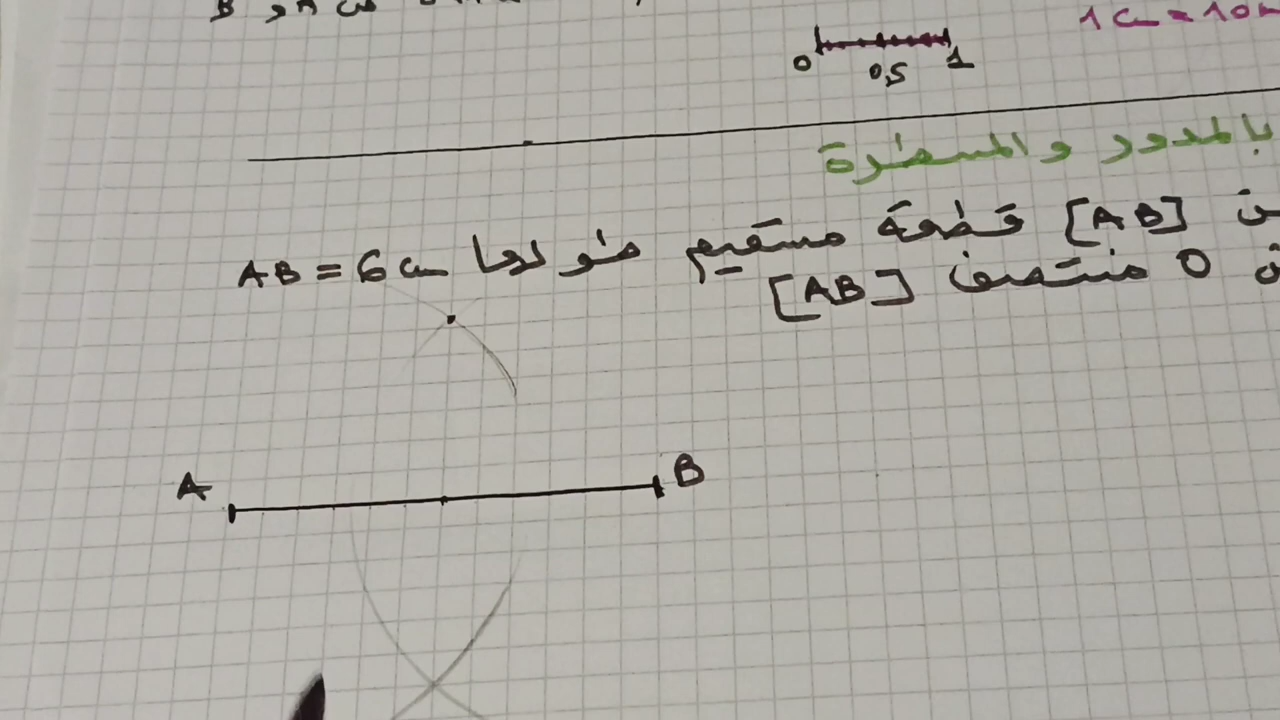 B و A
1 cm = 10
0 0,5 1
بالمدور والمسطرة
[AB] قطعة مستقيم طولها AB = 6 cm
O منتصف [AB]
A B